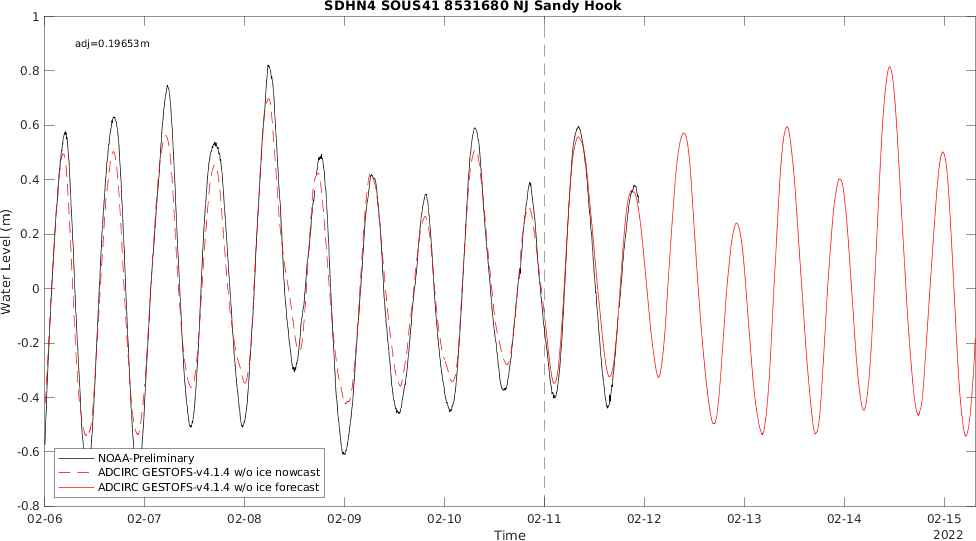 SDHN4 SOUS41 8531680 NJ Sandy Hook
adj=0.19653m
1
0.8
0.6
0.4
0.2
0
-0.2
-0.4
-0.6
-0.8
Water Level (m)
NOAA-Preliminary
ADCIRC GESTOFS-v4.1.4 w/o ice nowcast
ADCIRC GESTOFS-v4.1.4 w/o ice forecast
02-06 02-07 02-08 02-09 02-10 02-11 02-12 02-13 02-14 02-15
Time
2022